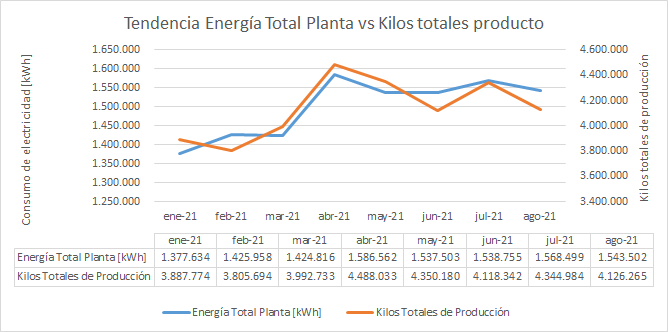 Tendencia Energía Total Planta vs Kilos totales producto
Consumo de electricidad [kWh]
1.650.000
1.600.000
1.550.000
1.500.000
1.450.000
1.400.000
1.350.000
1.300.000
1.250.000
4.600.000
4.400.000
4.200.000
4.000.000
3.800.000
3.600.000
3.400.000
Kilos totales de producción
ene-21 feb-21 mar-21 abr-21 may-21 jun-21 jul-21 ago-21
ene-21 feb-21 mar-21 abr-21 may-21 jun-21 jul-21 ago-21
Energía Total Planta [kWh] 1.377.634 1.425.958 1.424.816 1.586.562 1.537.503 1.538.755 1.568.499 1.543.502
Kilos Totales de Producción 3.887.774 3.805.694 3.992.733 4.488.033 4.350.180 4.118.342 4.344.984 4.126.265
Energía Total Planta [kWh] Kilos Totales de Producción